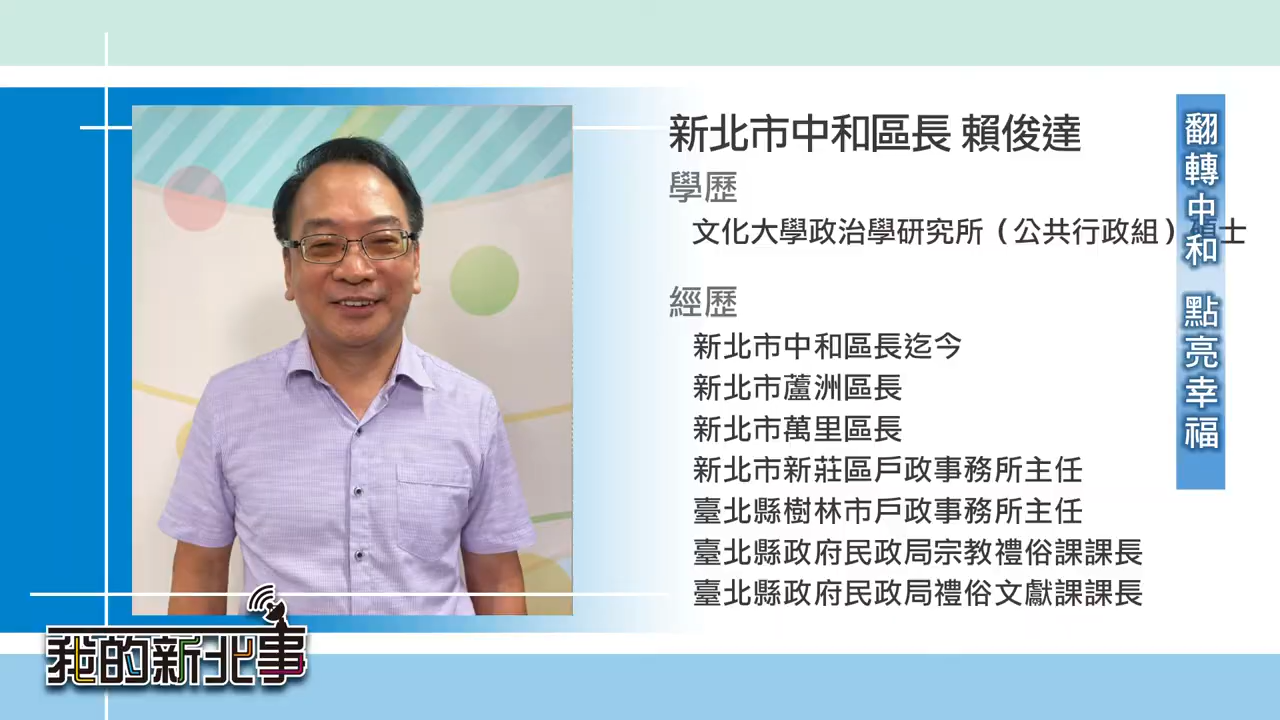 新北市中和區長 賴俊達
學歷
文化大學政治學研究所（公共行政組）碩士
經歷
新北市中和區長迄今
新北市蘆洲區長
新北市萬里區長
新北市新莊區戶政事務所主任
臺北縣樹林市戶政事務所主任
臺北縣政府民政局宗教禮俗課課長
臺北縣政府民政局禮俗文獻課課長
翻轉中和 點亮幸福
我的新北事